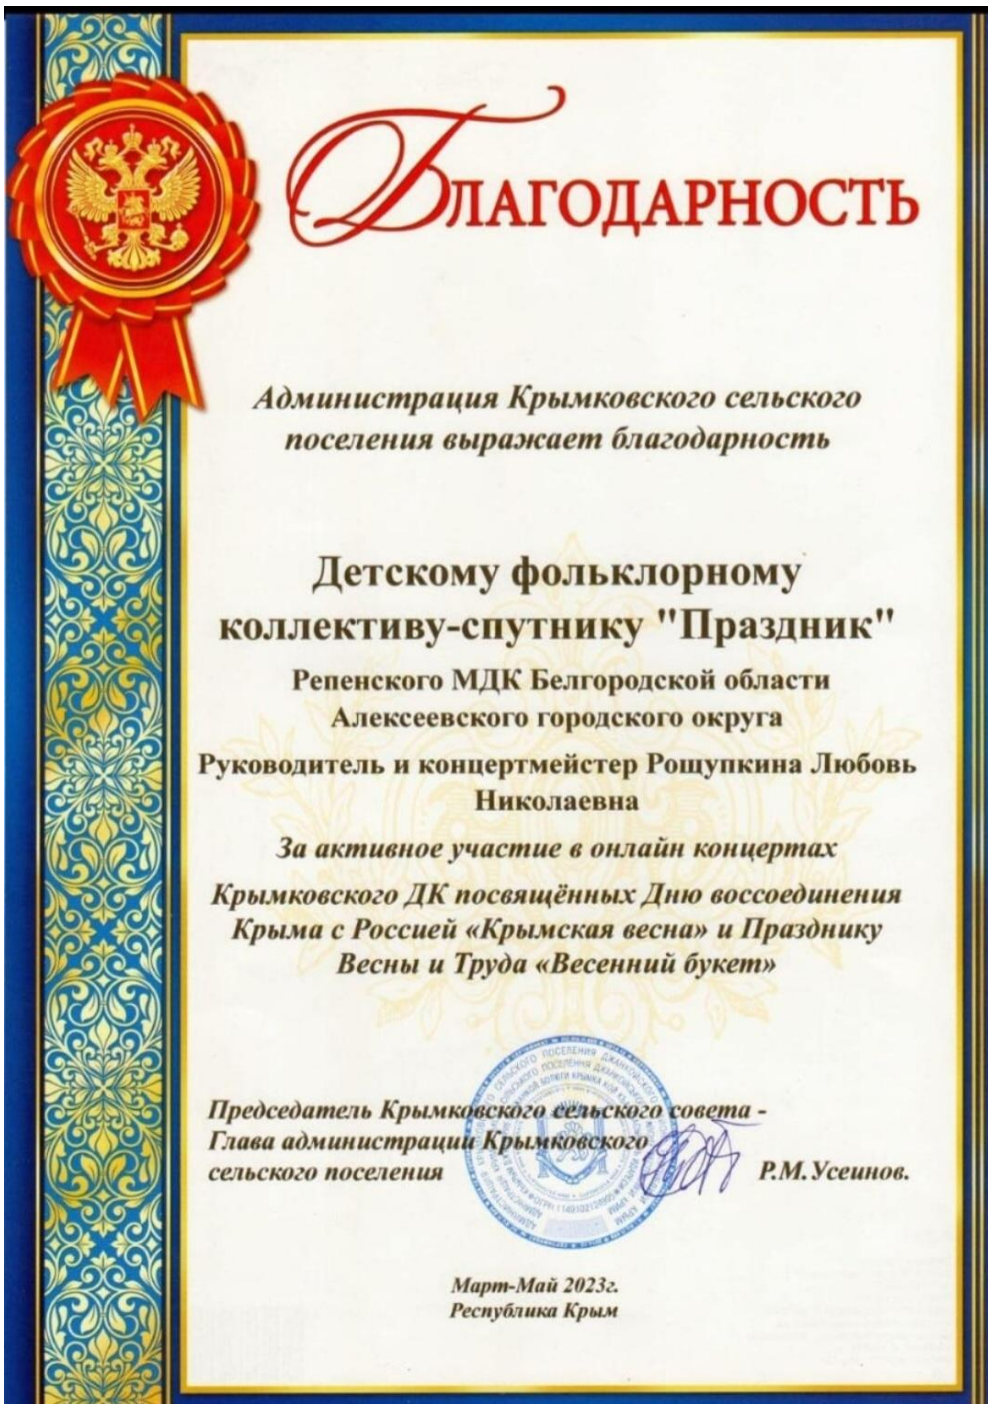 БЛАГОДАРНОСТЬ
Администрация Крымковского сельского
поселения выражает благодарность
Детскому фольклорному
коллективу-спутнику "Праздник"
Репенского МДК Белгородской области
Алексеевского городского округа
Руководитель и концертмейстер Рощупкина Любовь
Николаевна
За активное участие в онлайн концертах
Крымковского ДК посвящённых Дню воссоединения
Крыма с Россией «Крымская весна» и Празднику
Весны и Труда «Весенний букет»
Председатель Крымковского сельского совета -
Глава администрации Крымковского
сельского поселения
Р.М.Усеинов.
Март-Май 2023г.
Республика Крым